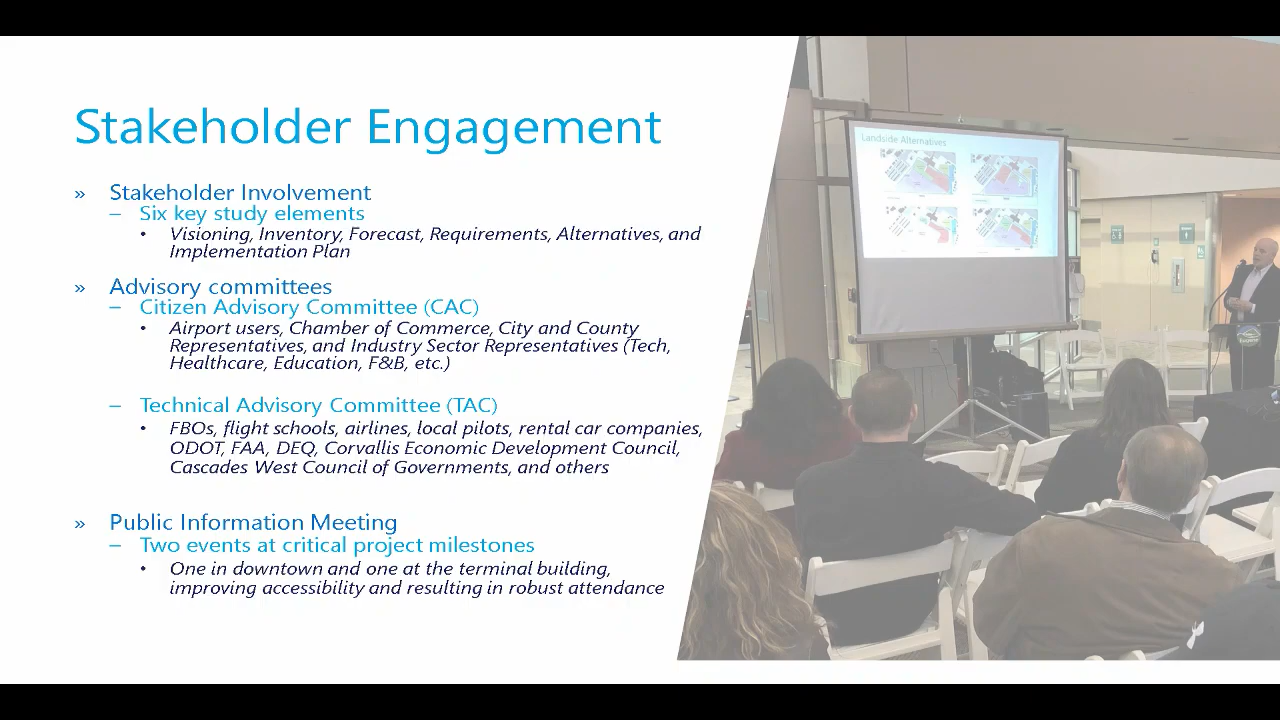 Stakeholder Engagement
» Stakeholder Involvement
– Six key study elements
• Visioning, Inventory, Forecast, Requirements, Alternatives, and
Implementation Plan
» Advisory committees
– Citizen Advisory Committee (CAC)
• Airport users, Chamber of Commerce, City and County
Representatives, and Industry Sector Representatives (Tech,
Healthcare, Education, F&B, etc.)
– Technical Advisory Committee (TAC)
• FBOs, flight schools, airlines, local pilots, rental car companies,
ODOT, FAA, DEQ, Corvallis Economic Development Council,
Cascades West Council of Governments, and others
» Public Information Meeting
– Two events at critical project milestones
• One in downtown and one at the terminal building,
improving accessibility and resulting in robust attendance
Landside Alternatives